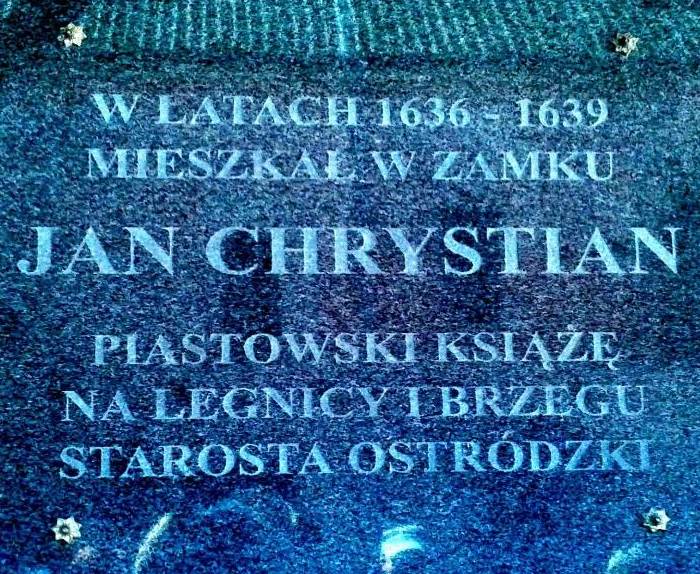 W LATACH 1636 - 1639
MIESZKAŁ W ZAMKU
JAN CHRYSTIAN
PIASTOWSKI KSIĄŻĘ
NA LEGNICY I BRZEGU
STAROSTA OSTRÓDZKI